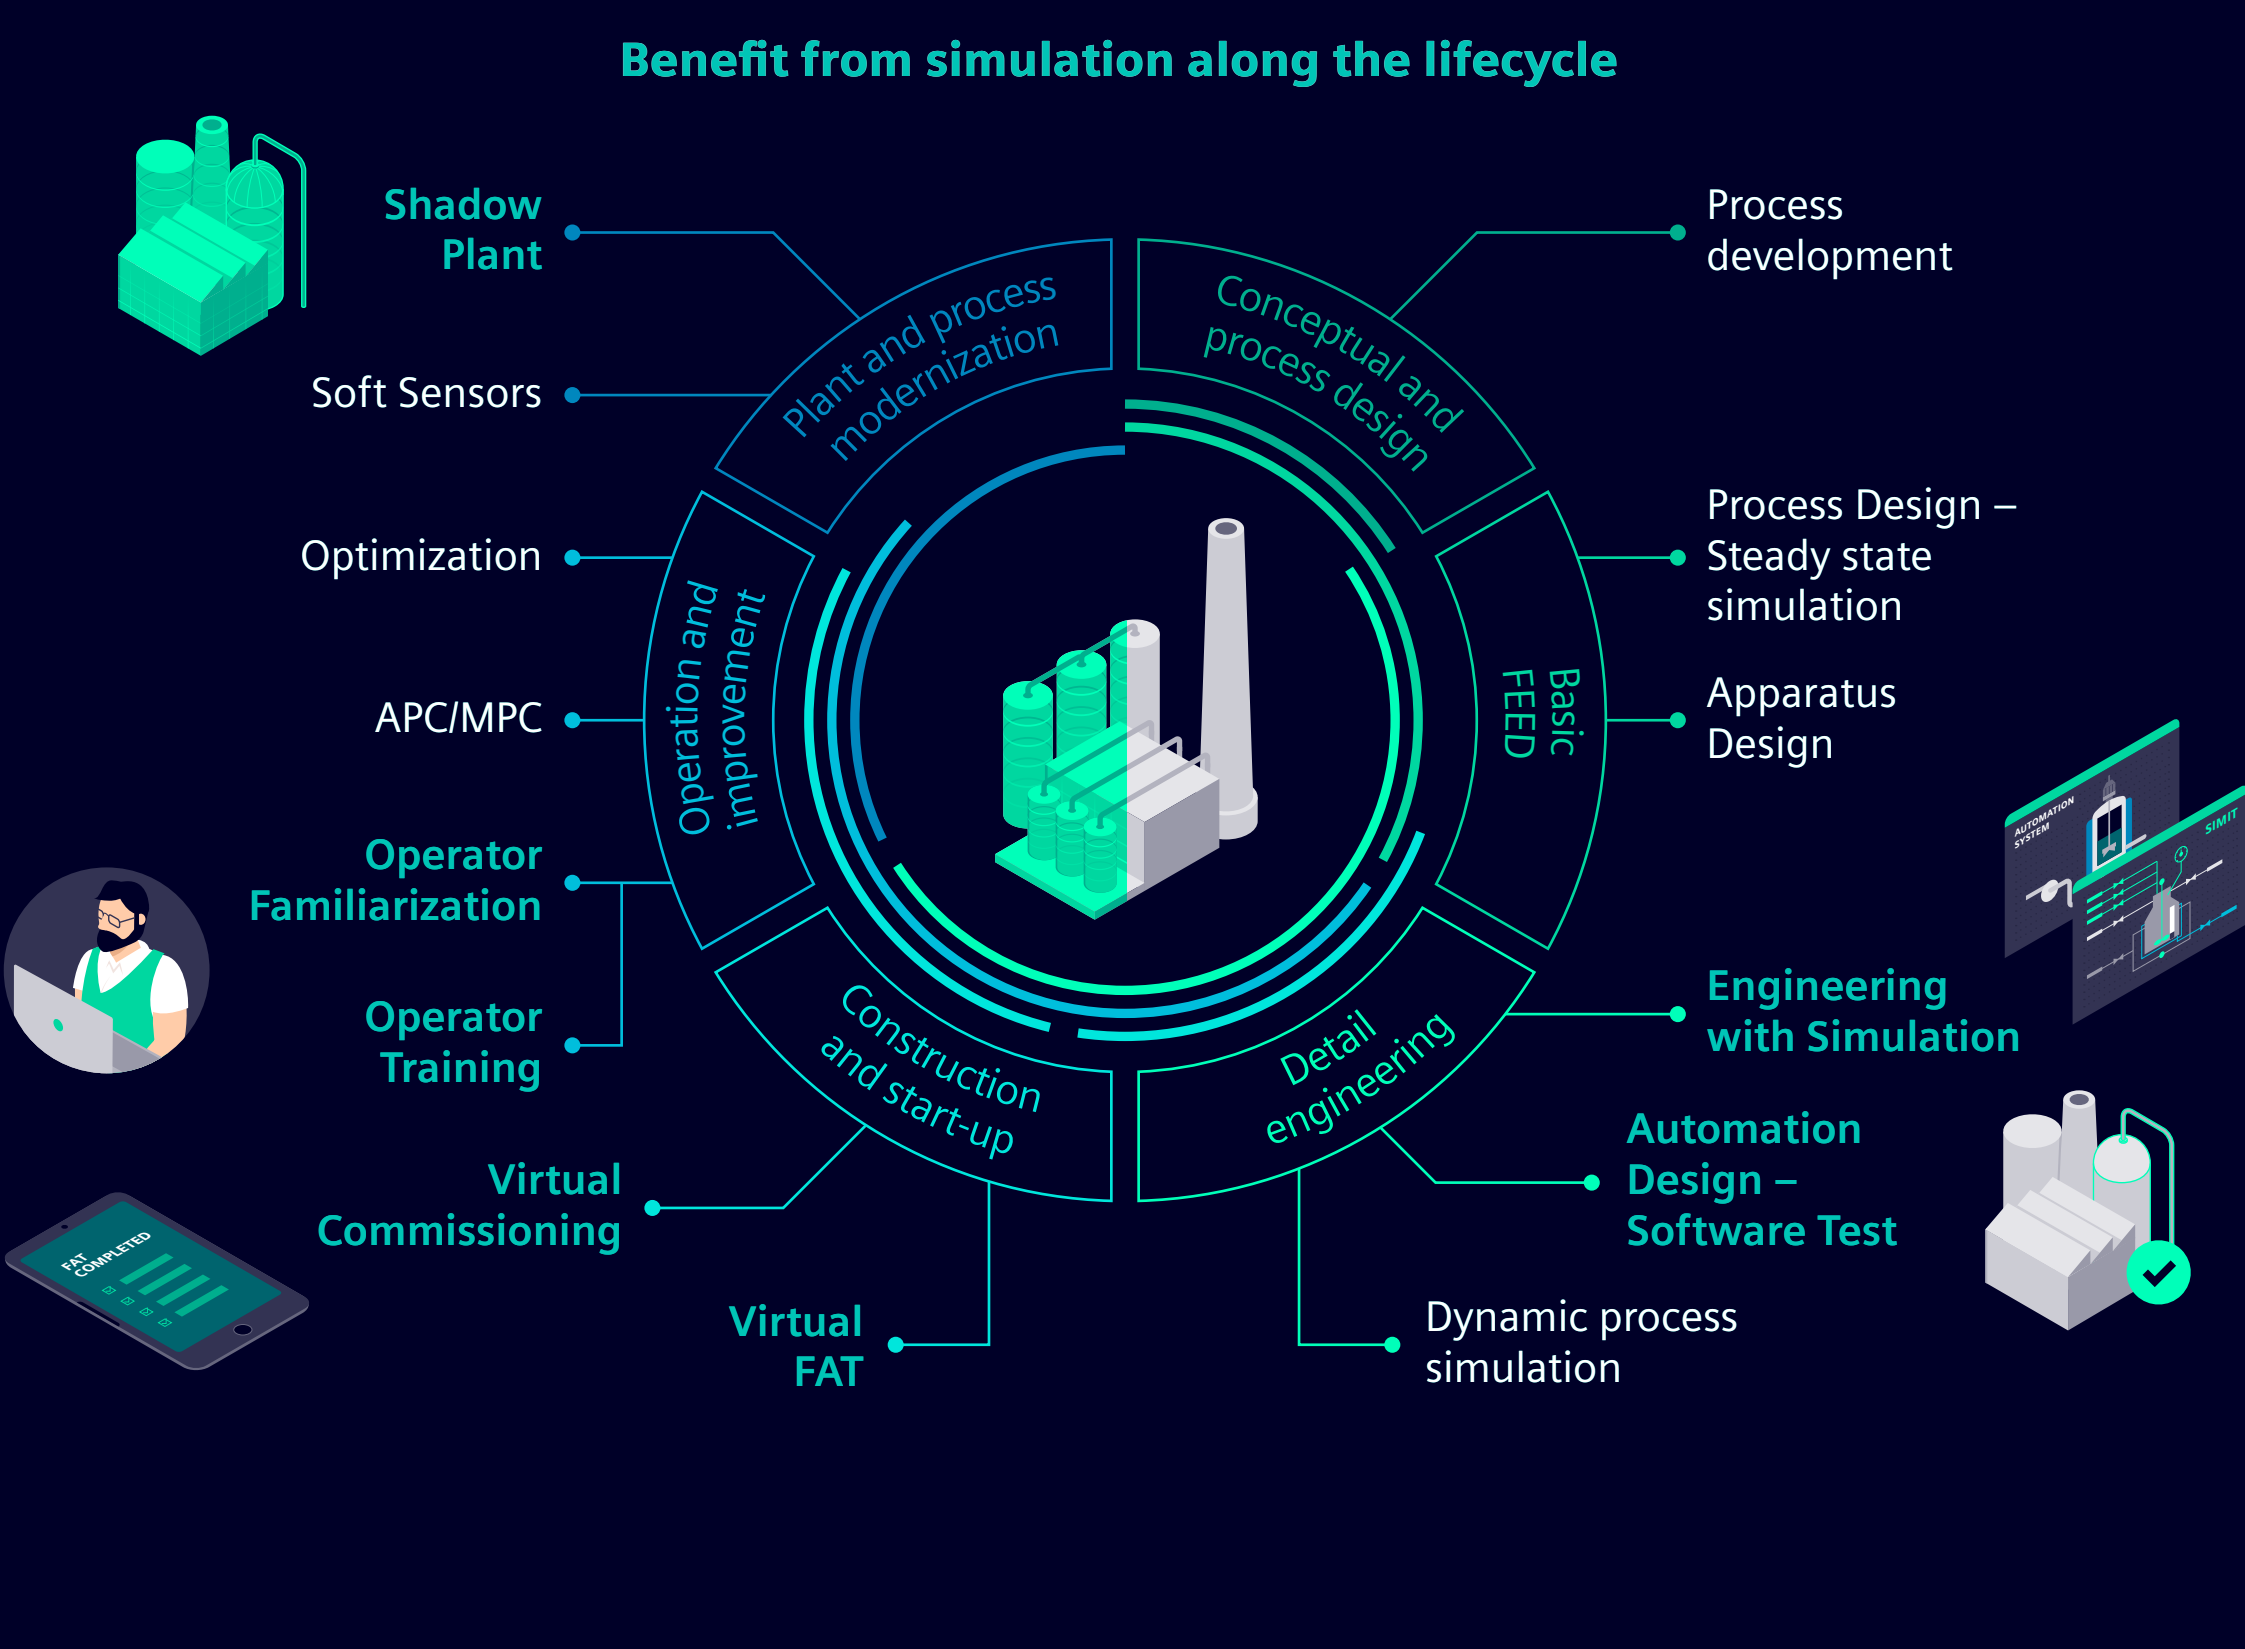 Benefit from simulation along the lifecycle
Shadow
Plant
Soft Sensors
Optimization
APC/MPC
Operator
Familiarization
Operator
Training
Virtual
Commissioning
Virtual
FAT
Plant and process
modernization
Conceptual and
process design
Operation and
improvement
Basic
FEED
Construction
and start-up
Detail
engineering
Process
development
Process Design –
Steady state
simulation
Apparatus
Design
Engineering
with Simulation
Automation
Design –
Software Test
Dynamic process
simulation
AUTOMATION
SYSTEM
SIMIT
FAT
COMPLETED